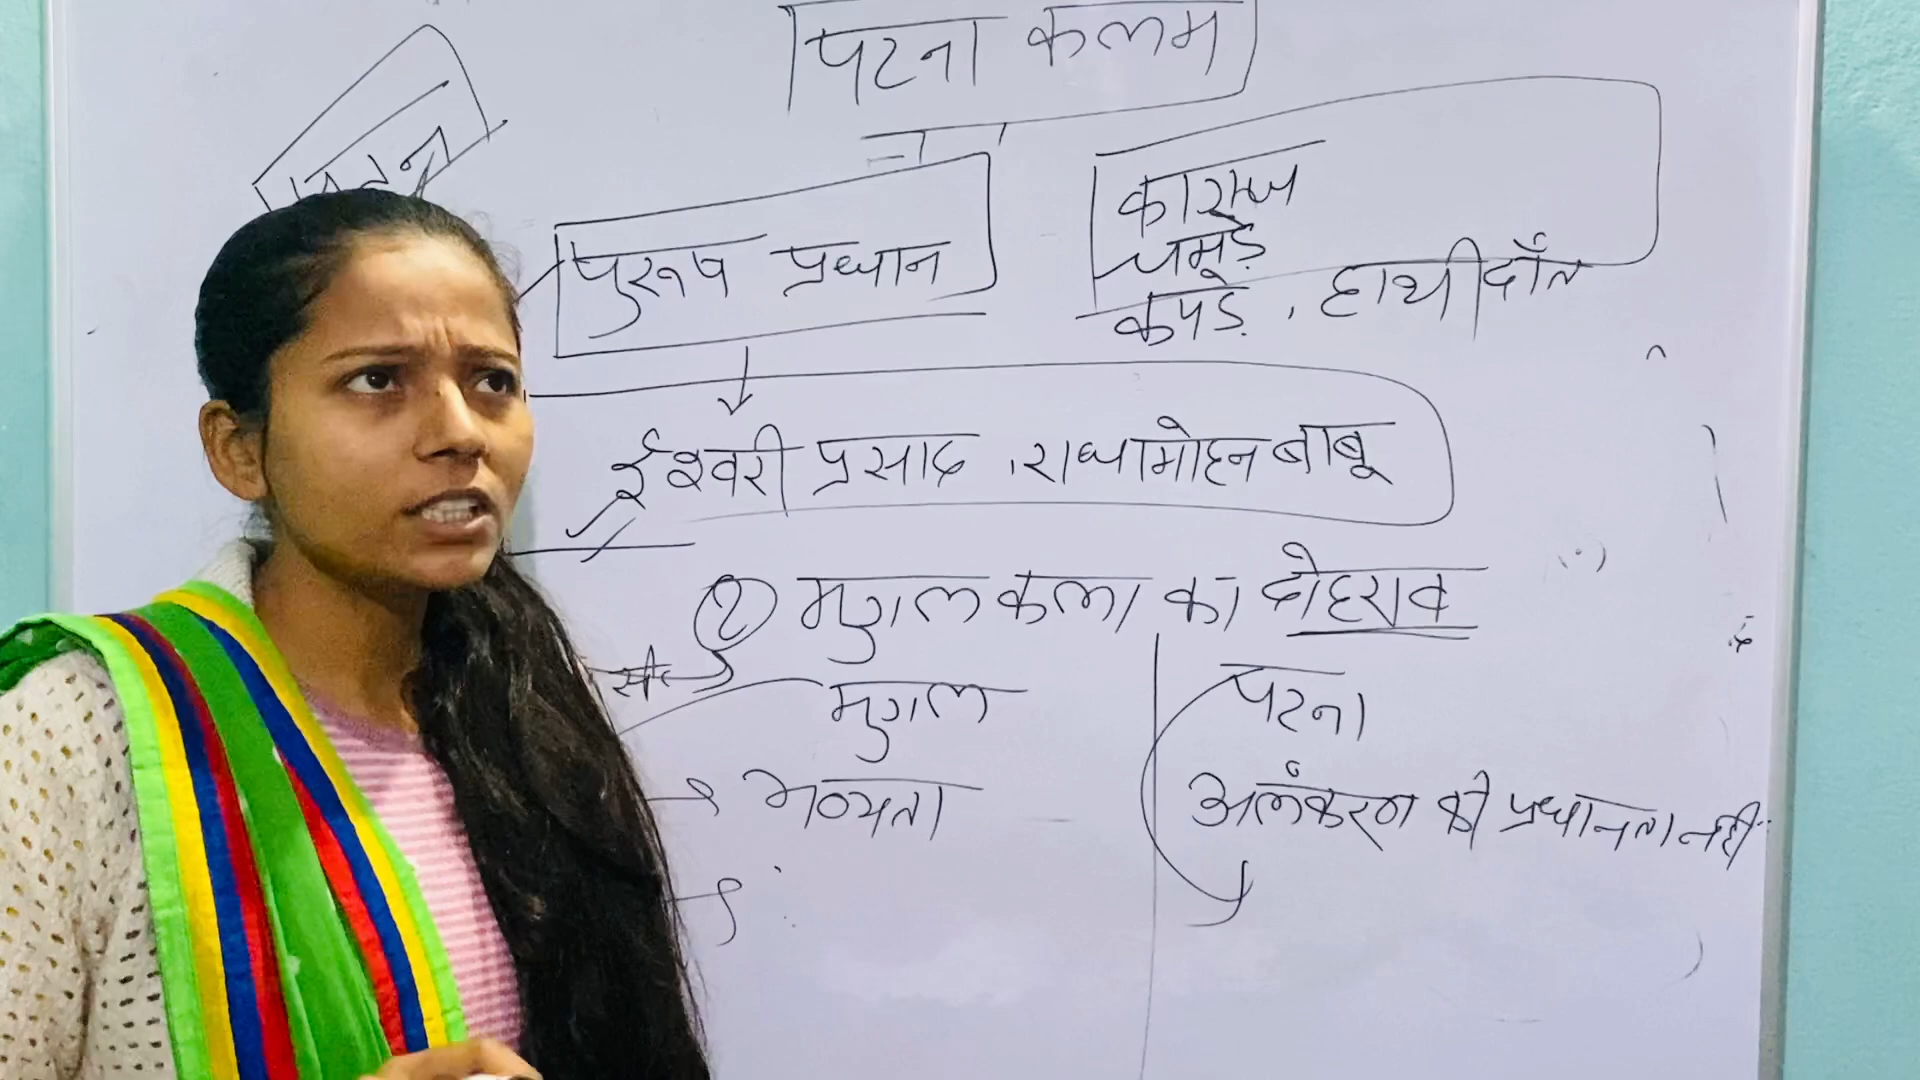 पटना कलम
पुरूष प्रधान
कागज
चमड़े
कपड़े , हाथीदाँत
ईश्वरी प्रसाद , राधामोहन बाबू
② मुगल कला का दोहराव
मुगल
पटना
→ भव्यता
अलंकरण की प्रधानता नहीं